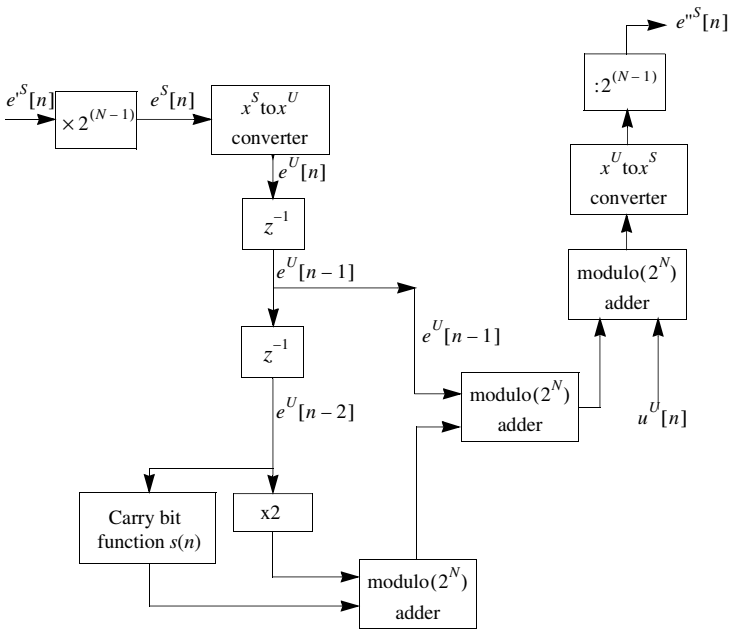 e'^S[n]
× 2^(N – 1)
e^S[n]
x^S to x^U
converter
e^U[n]
z^–1
e^U[n – 1]
z^–1
e^U[n – 1]
e^U[n – 2]
Carry bit
function s(n)
x2
modulo(2^N)
adder
modulo(2^N)
adder
u^U[n]
modulo(2^N)
adder
x^U to x^S
converter
:2^(N – 1)
e''^S[n]